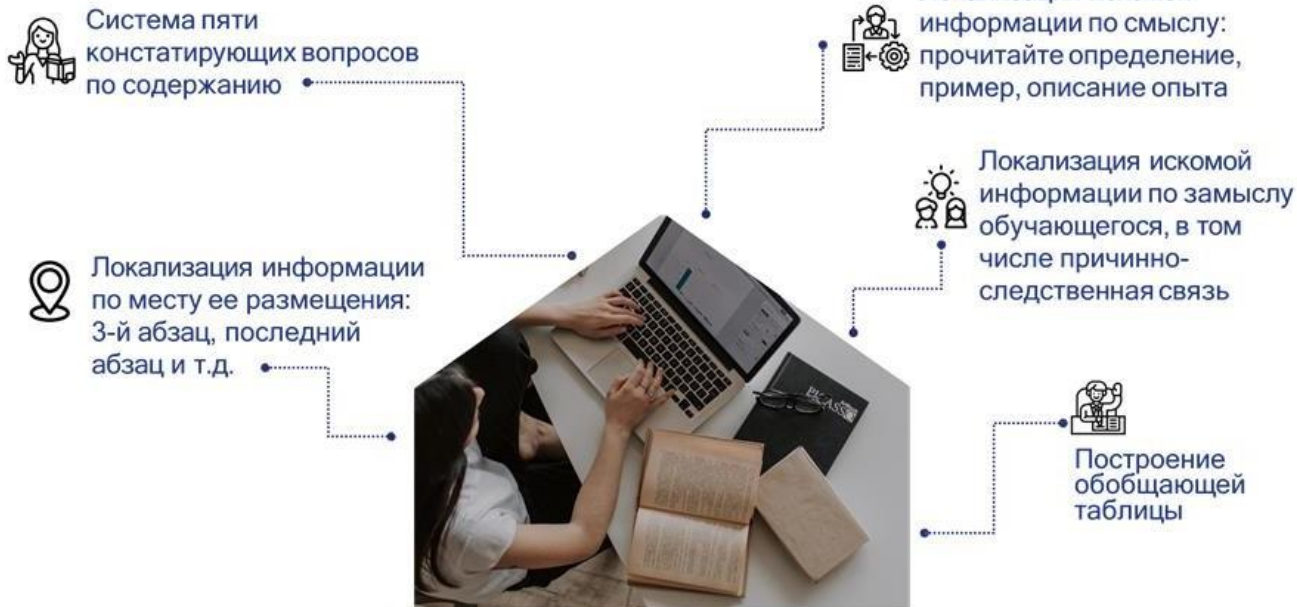 Система пяти
констатирующих вопросов
по содержанию
информации по смыслу:
прочитайте определение,
пример, описание опыта
Локализация искомой
информации по замыслу
обучающегося, в том
числе причинно-
следственная связь
Локализация информации
по месту ее размещения:
3-й абзац, последний
абзац и т.д.
PICASSO
Построение
обобщающей
таблицы